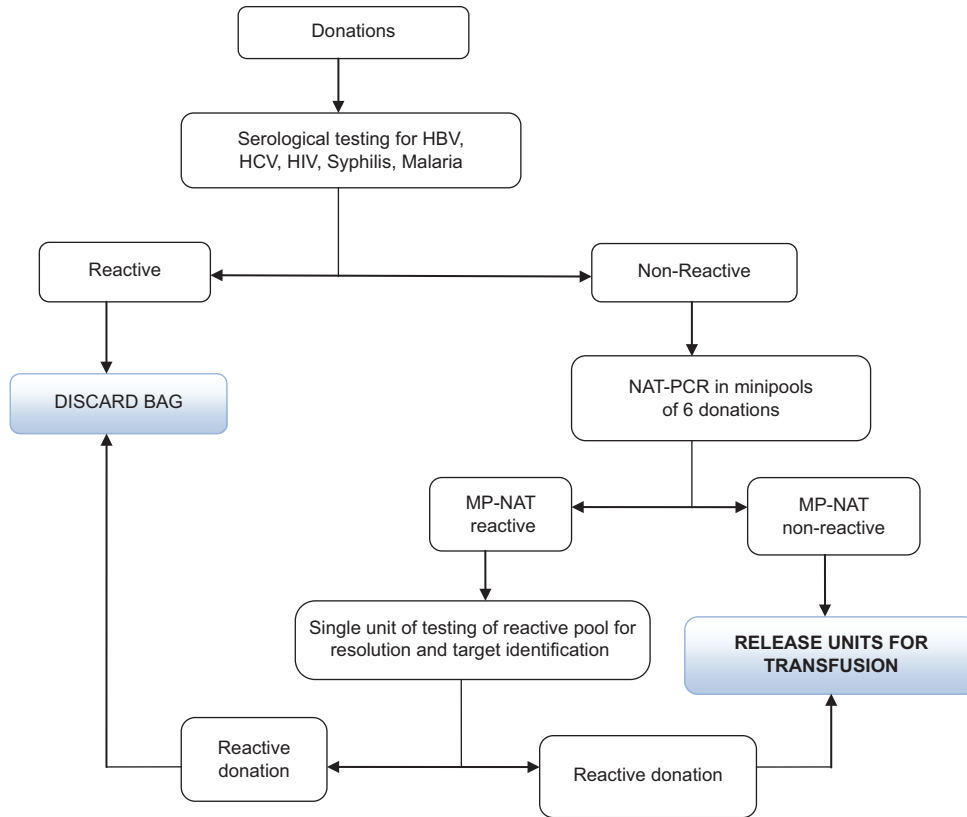 Donations
Serological testing for HBV,
HCV, HIV, Syphilis, Malaria
Reactive
Non-Reactive
DISCARD BAG
NAT-PCR in minipools
of 6 donations
MP-NAT
reactive
MP-NAT
non-reactive
Single unit of testing of reactive pool for
resolution and target identification
RELEASE UNITS FOR
TRANSFUSION
Reactive
donation
Reactive donation